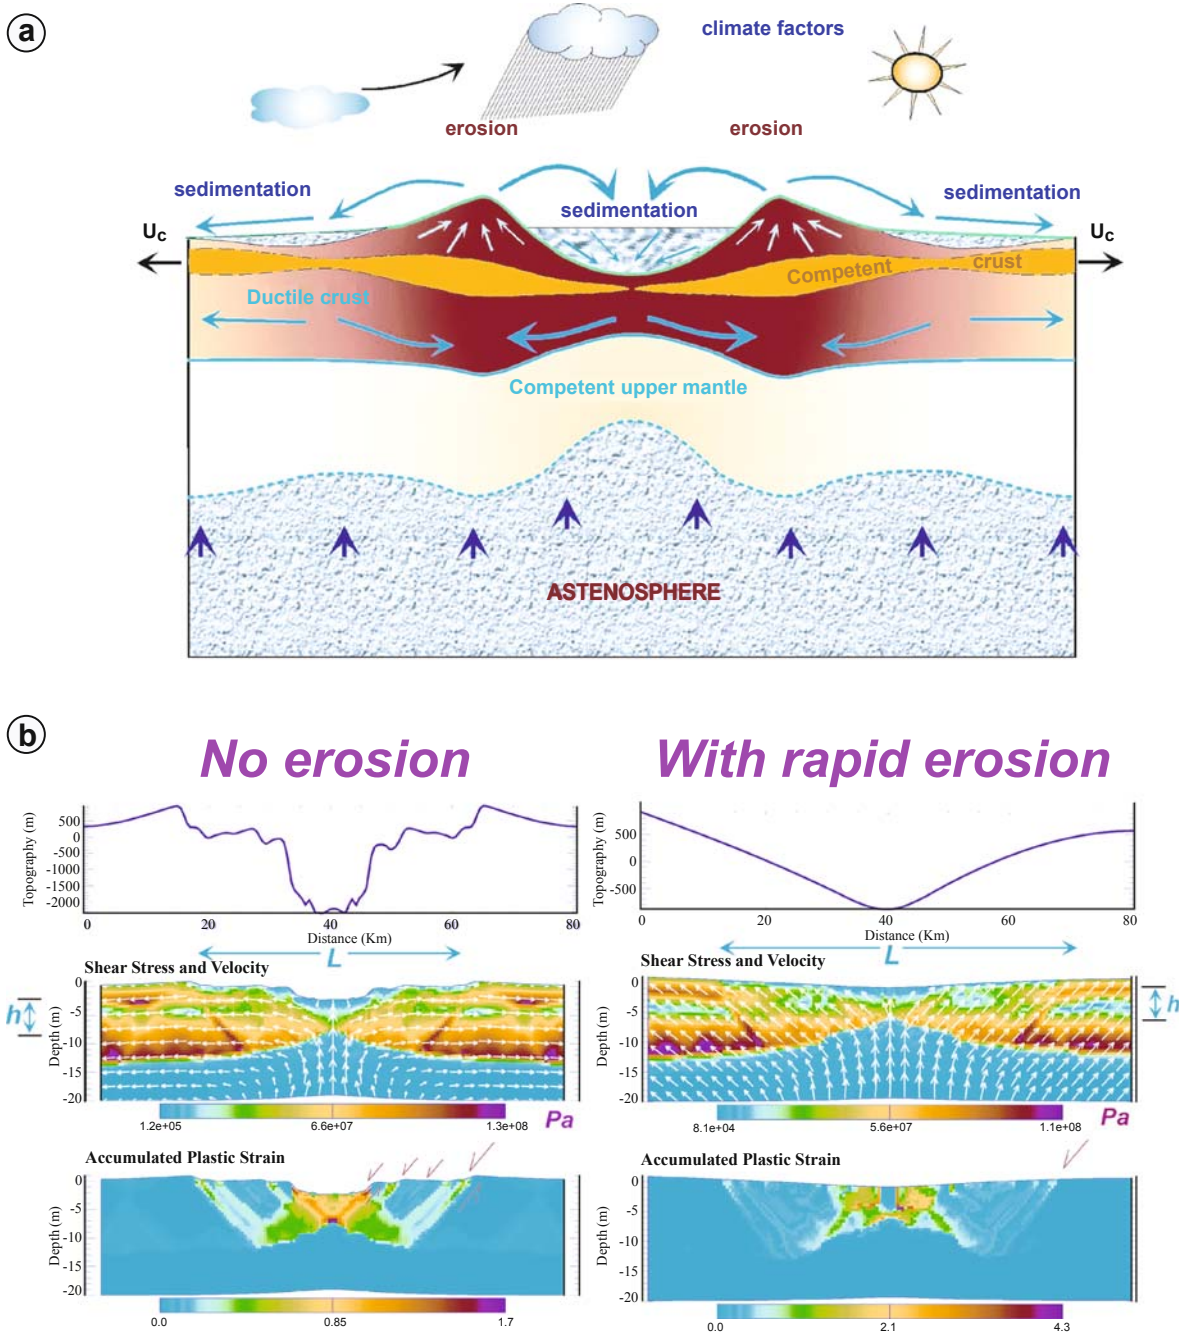 a
climate factors
erosion
erosion
sedimentation
sedimentation
sedimentation
Uc
Uc
Competent crust
Ductile crust
Competent upper mantle
ASTENOSPHERE
b
No erosion
With rapid erosion
Topography (m)
500
0
-500
-1000
-1500
-2000
0
20
40
60
80
Distance (Km)
L
Topography (m)
500
0
-500
0
20
40
60
80
Distance (Km)
L
Shear Stress and Velocity
h
Depth (m)
0
-5
-10
-15
-20
1.2e+05
6.6e+07
1.3e+08
Pa
Shear Stress and Velocity
h
Depth (m)
0
-5
-10
-15
-20
8.1e+04
5.6e+07
1.1e+08
Pa
Accumulated Plastic Strain
Depth (m)
0
-5
-10
-15
-20
0.0
0.85
1.7
Accumulated Plastic Strain
Depth (m)
0
-5
-10
-15
-20
0.0
2.1
4.3